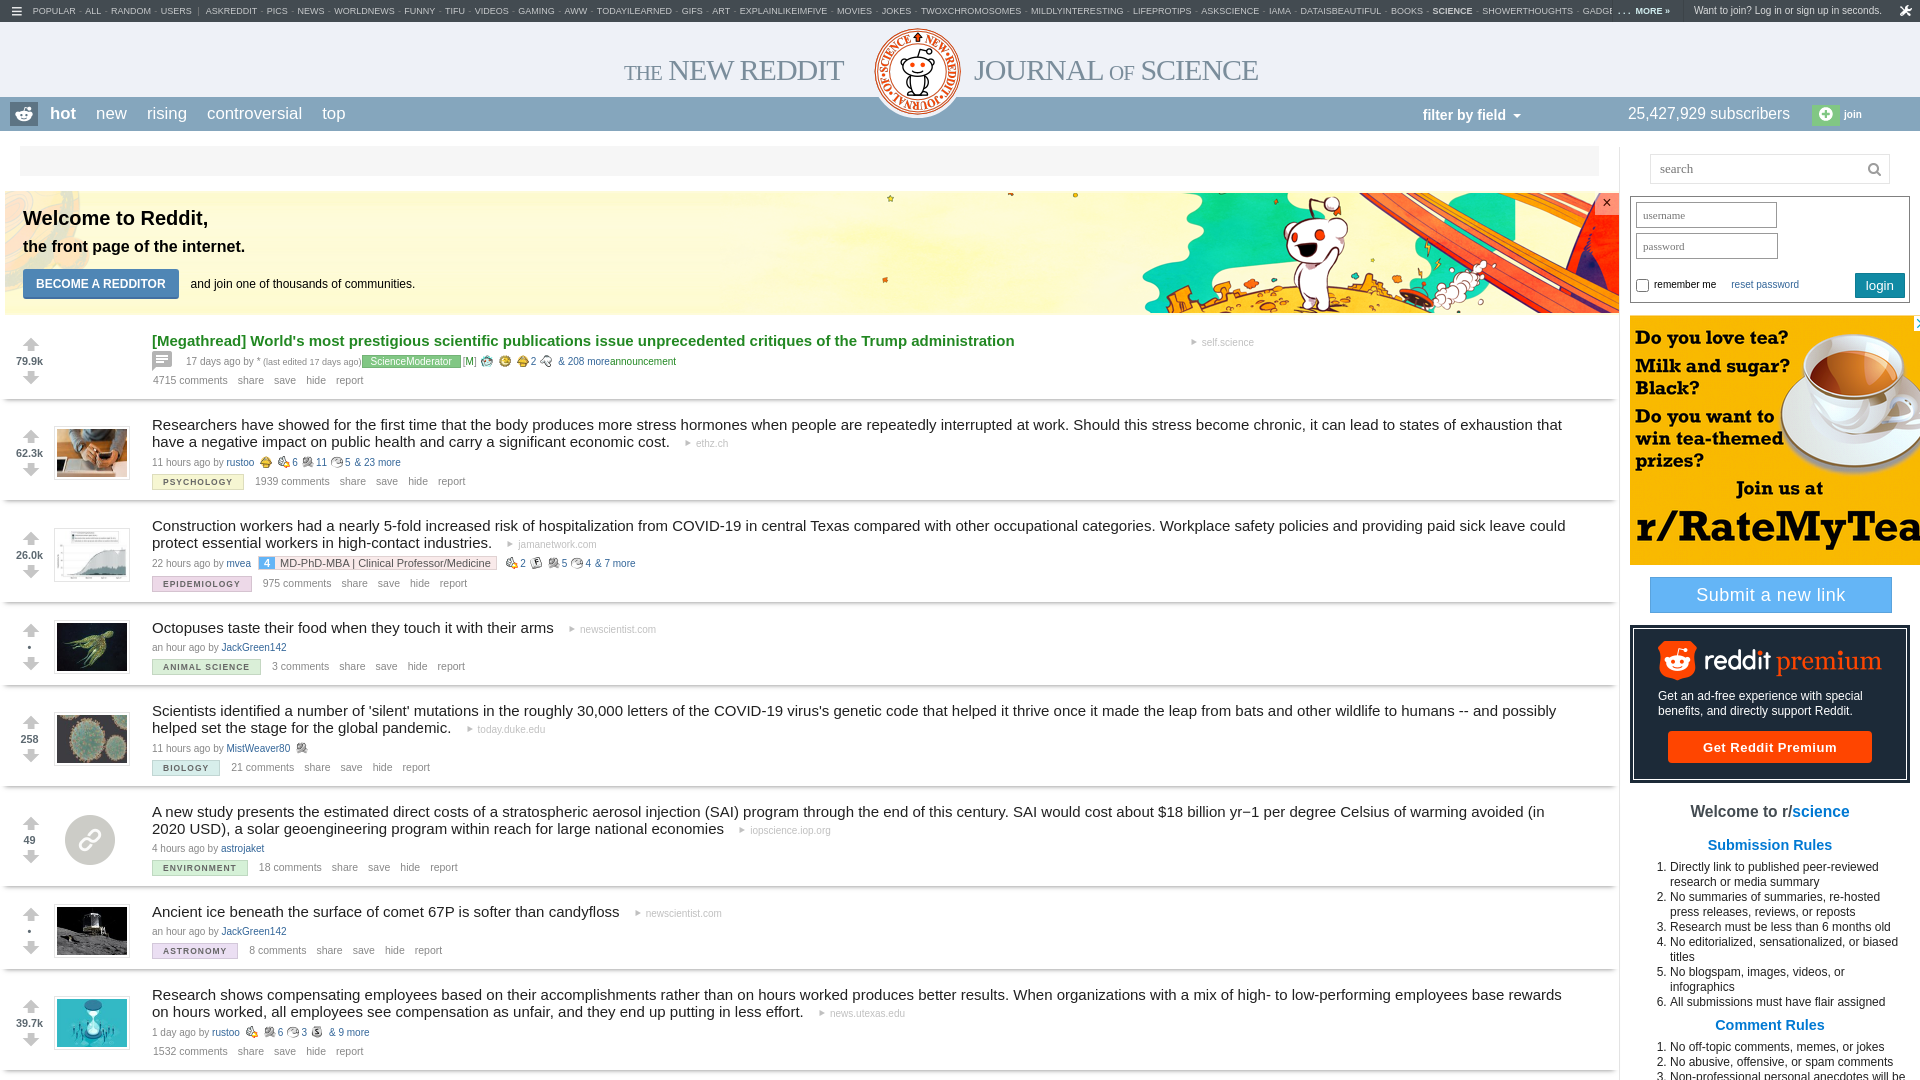 POPULAR - ALL - RANDOM - USERS | ASKREDDIT - PICS - NEWS - WORLDNEWS - FUNNY - TIFU - VIDEOS - GAMING - AWW - TODAYILEARNED - GIFS - ART - EXPLAINLIKEIMFIVE - MOVIES - JOKES - TWOXCHROMOSOMES - MILDLYINTERESTING - LIFEPROTIPS - ASKSCIENCE - IAMA - DATAISBEAUTIFUL - BOOKS - SCIENCE - SHOWERTHOUGHTS - GADGE ... MORE »
Want to join? Log in or sign up in seconds.
THE NEW REDDIT JOURNAL OF SCIENCE
NEW·REDDIT·JOURNAL·OF·SCIENCE
hot new rising controversial top
filter by field
25,427,929 subscribers
join
search
Welcome to Reddit,
the front page of the internet.
BECOME A REDDITOR and join one of thousands of communities.
×
username
password
remember me reset password login
79.9k
[Megathread] World's most prestigious scientific publications issue unprecedented critiques of the Trump administration
self.science
17 days ago by * (last edited 17 days ago) ScienceModerator [M] 2 & 208 more announcement
4715 comments share save hide report
62.3k
Researchers have showed for the first time that the body produces more stress hormones when people are repeatedly interrupted at work. Should this stress become chronic, it can lead to states of exhaustion that
have a negative impact on public health and carry a significant economic cost. ethz.ch
11 hours ago by rustoo 6 11 5 & 23 more
PSYCHOLOGY 1939 comments share save hide report
26.0k
Construction workers had a nearly 5-fold increased risk of hospitalization from COVID-19 in central Texas compared with other occupational categories. Workplace safety policies and providing paid sick leave could
protect essential workers in high-contact industries. jamanetwork.com
22 hours ago by mvea 4 MD-PhD-MBA | Clinical Professor/Medicine 2 5 4 & 7 more
EPIDEMIOLOGY 975 comments share save hide report
•
Octopuses taste their food when they touch it with their arms newscientist.com
an hour ago by JackGreen142
ANIMAL SCIENCE 3 comments share save hide report
258
Scientists identified a number of 'silent' mutations in the roughly 30,000 letters of the COVID-19 virus's genetic code that helped it thrive once it made the leap from bats and other wildlife to humans -- and possibly
helped set the stage for the global pandemic. today.duke.edu
11 hours ago by MistWeaver80
BIOLOGY 21 comments share save hide report
49
A new study presents the estimated direct costs of a stratospheric aerosol injection (SAI) program through the end of this century. SAI would cost about $18 billion yr−1 per degree Celsius of warming avoided (in
2020 USD), a solar geoengineering program within reach for large national economies iopscience.iop.org
4 hours ago by astrojaket
ENVIRONMENT 18 comments share save hide report
•
Ancient ice beneath the surface of comet 67P is softer than candyfloss newscientist.com
an hour ago by JackGreen142
ASTRONOMY 8 comments share save hide report
39.7k
Research shows compensating employees based on their accomplishments rather than on hours worked produces better results. When organizations with a mix of high- to low-performing employees base rewards
on hours worked, all employees see compensation as unfair, and they end up putting in less effort. news.utexas.edu
1 day ago by rustoo 6 3 & 9 more
1532 comments share save hide report
Do you love tea?
Milk and sugar?
Black?
Do you want to
win tea-themed
prizes?
Join us at
r/RateMyTea
Submit a new link
reddit premium
Get an ad-free experience with special
benefits, and directly support Reddit.
Get Reddit Premium
Welcome to r/science
Submission Rules
1. Directly link to published peer-reviewed
research or media summary
2. No summaries of summaries, re-hosted
press releases, reviews, or reposts
3. Research must be less than 6 months old
4. No editorialized, sensationalized, or biased
titles
5. No blogspam, images, videos, or
infographics
6. All submissions must have flair assigned
Comment Rules
1. No off-topic comments, memes, or jokes
2. No abusive, offensive, or spam comments
3. Non-professional personal anecdotes will be